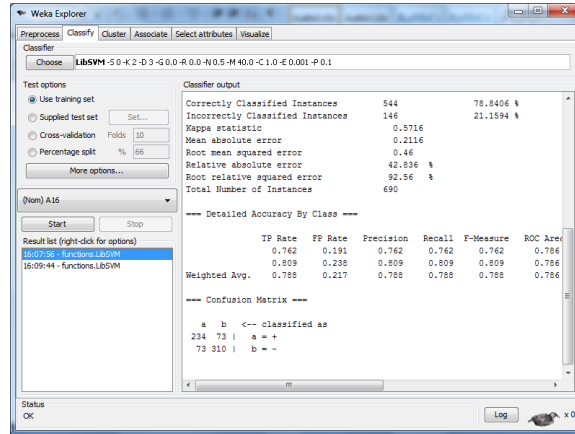 Weka Explorer
Preprocess Classify Cluster Associate Select attributes Visualize
Classifier
Choose LibSVM -S 0 -K 2 -D 3 -G 0.0 -R 0.0 -N 0.5 -M 40.0 -C 1.0 -E 0.001 -P 0.1
Test options
Use training set
Supplied test set Set...
Cross-validation Folds 10
Percentage split % 66
More options...
(Nom) A16
Start Stop
Result list (right-click for options)
16:07:56 - functions.LibSVM
16:09:44 - functions.LibSVM
Classifier output
Correctly Classified Instances 544 78.8406 %
Incorrectly Classified Instances 146 21.1594 %
Kappa statistic 0.5716
Mean absolute error 0.2116
Root mean squared error 0.46
Relative absolute error 42.836 %
Root relative squared error 92.56 %
Total Number of Instances 690
=== Detailed Accuracy By Class ===
TP Rate FP Rate Precision Recall F-Measure ROC Area
0.762 0.191 0.762 0.762 0.762 0.786
0.809 0.238 0.809 0.809 0.809 0.786
Weighted Avg. 0.788 0.217 0.788 0.788 0.788 0.786
=== Confusion Matrix ===
a b <-- classified as
234 73 | a = +
73 310 | b = -
Status
OK
Log
x 0